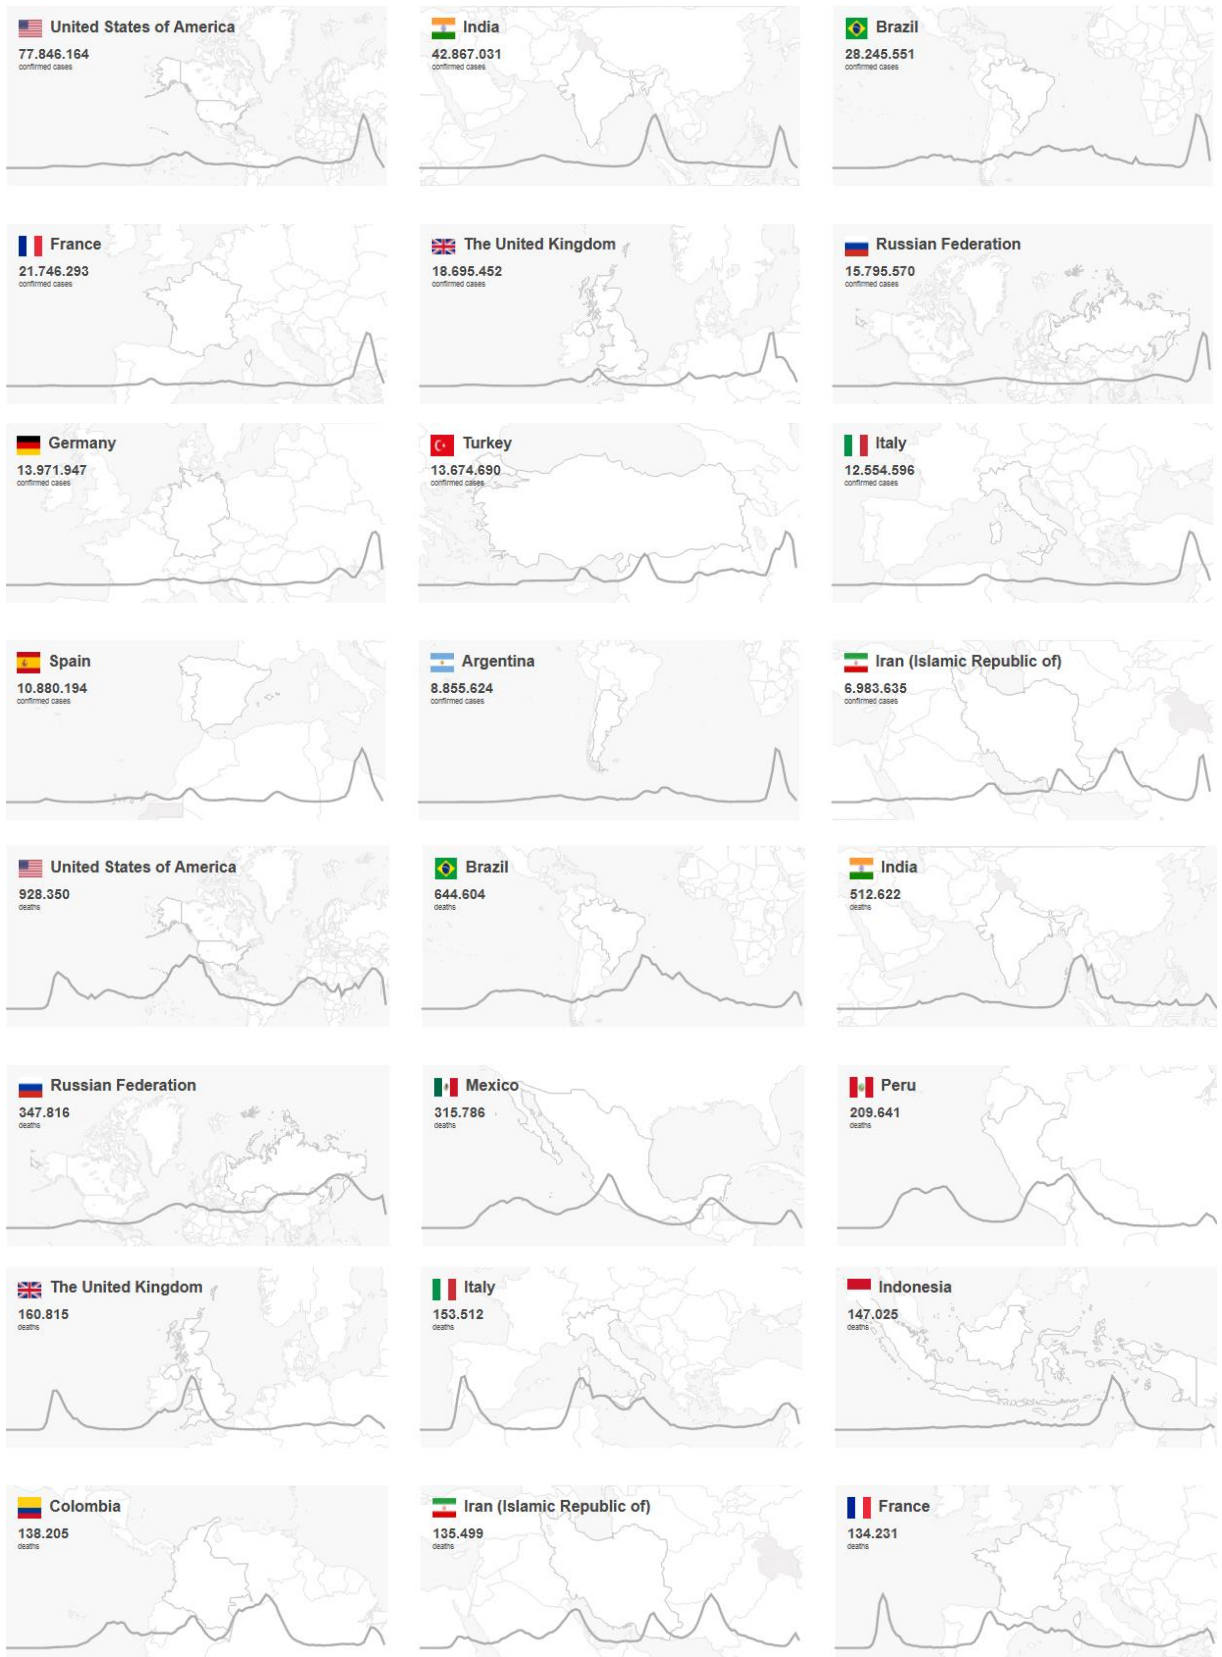 United States of America
77.846.164
confirmed cases
India
42.867.031
confirmed cases
Brazil
28.245.551
confirmed cases
France
21.746.293
confirmed cases
The United Kingdom
18.695.452
confirmed cases
Russian Federation
15.795.570
confirmed cases
Germany
13.971.947
confirmed cases
Turkey
13.674.690
confirmed cases
Italy
12.554.596
confirmed cases
Spain
10.880.194
confirmed cases
Argentina
8.855.624
confirmed cases
Iran (Islamic Republic of)
6.983.635
confirmed cases
United States of America
928.350
deaths
Brazil
644.604
deaths
India
512.622
deaths
Russian Federation
347.816
deaths
Mexico
315.786
deaths
Peru
209.641
deaths
The United Kingdom
160.815
deaths
Italy
153.512
deaths
Indonesia
147.025
deaths
Colombia
138.205
deaths
Iran (Islamic Republic of)
135.499
deaths
France
134.231
deaths